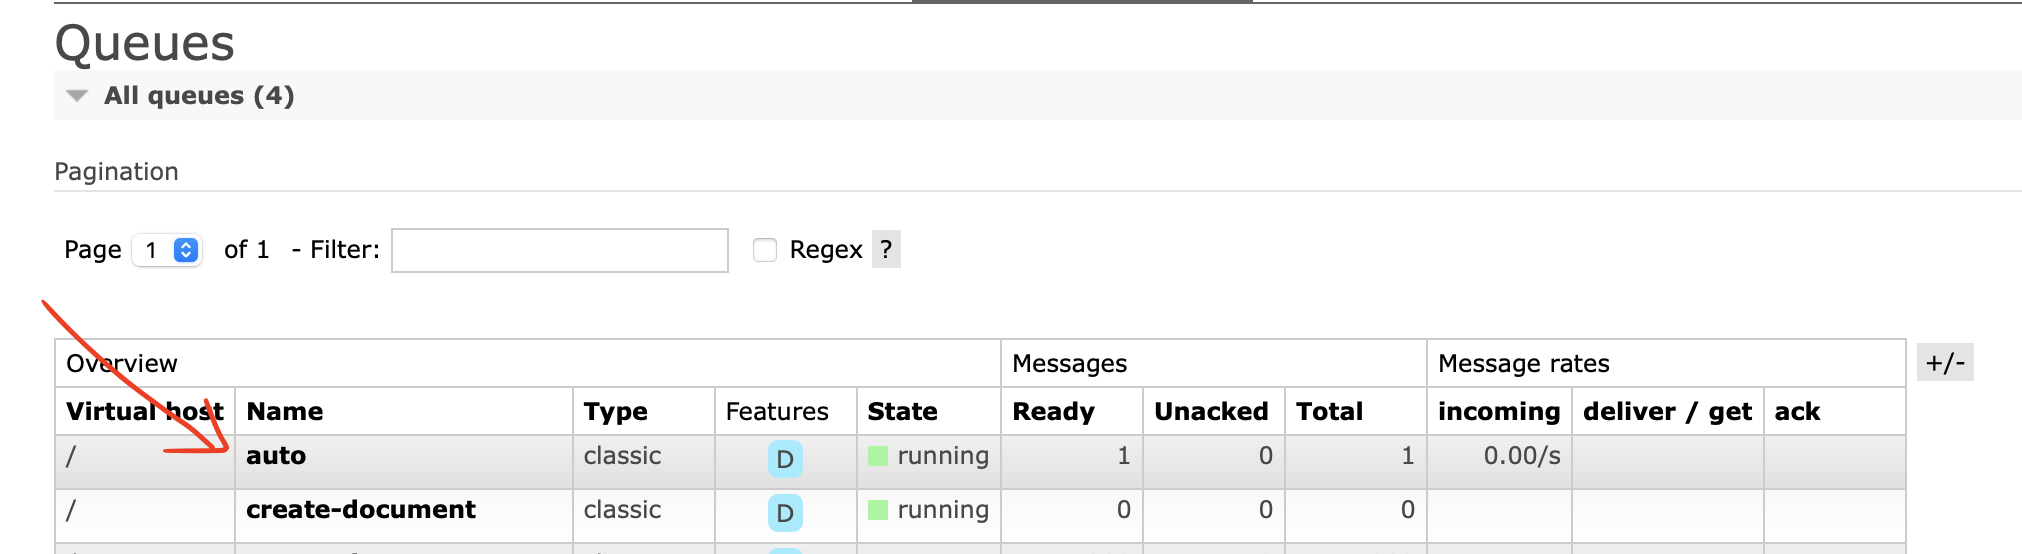 Queues
All queues (4)
Pagination
Page 1 of 1 - Filter: Regex ?
Overview Messages Message rates +/-
Virtual host Name Type Features State Ready Unacked Total incoming deliver / get ack
/ auto classic D running 1 0 1 0.00/s
/ create-document classic D running 0 0 0